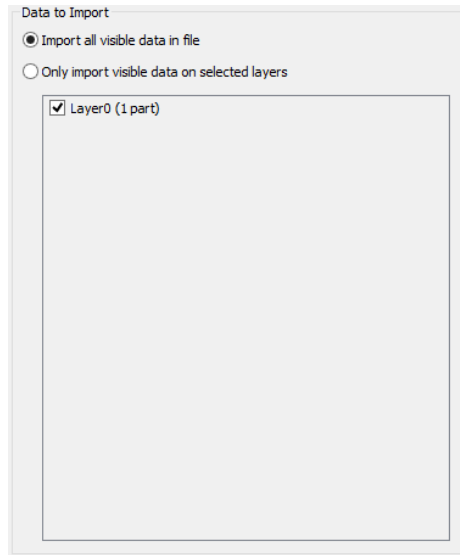 Data to Import
Import all visible data in file
Only import visible data on selected layers
Layer0 (1 part)